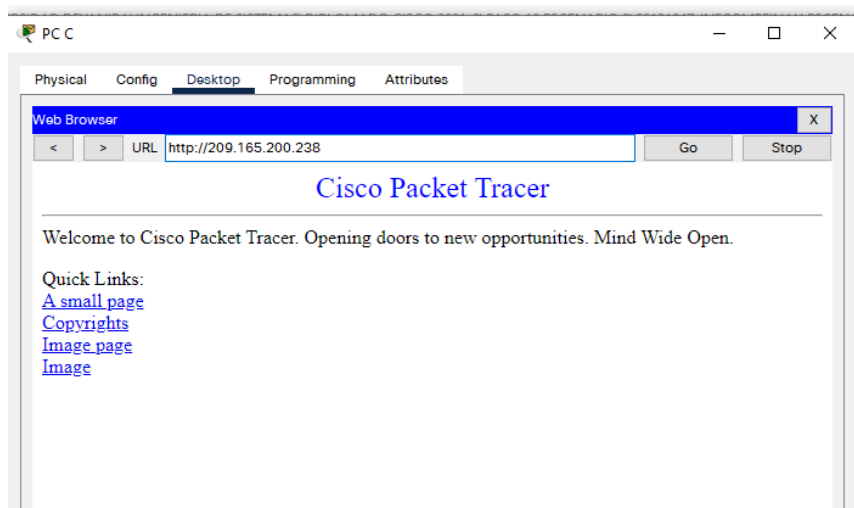 PC C
Physical Config Desktop Programming Attributes
Web Browser X
< > URL http://209.165.200.238 Go Stop
Cisco Packet Tracer
Welcome to Cisco Packet Tracer. Opening doors to new opportunities. Mind Wide Open.
Quick Links:
A small page
Copyrights
Image page
Image